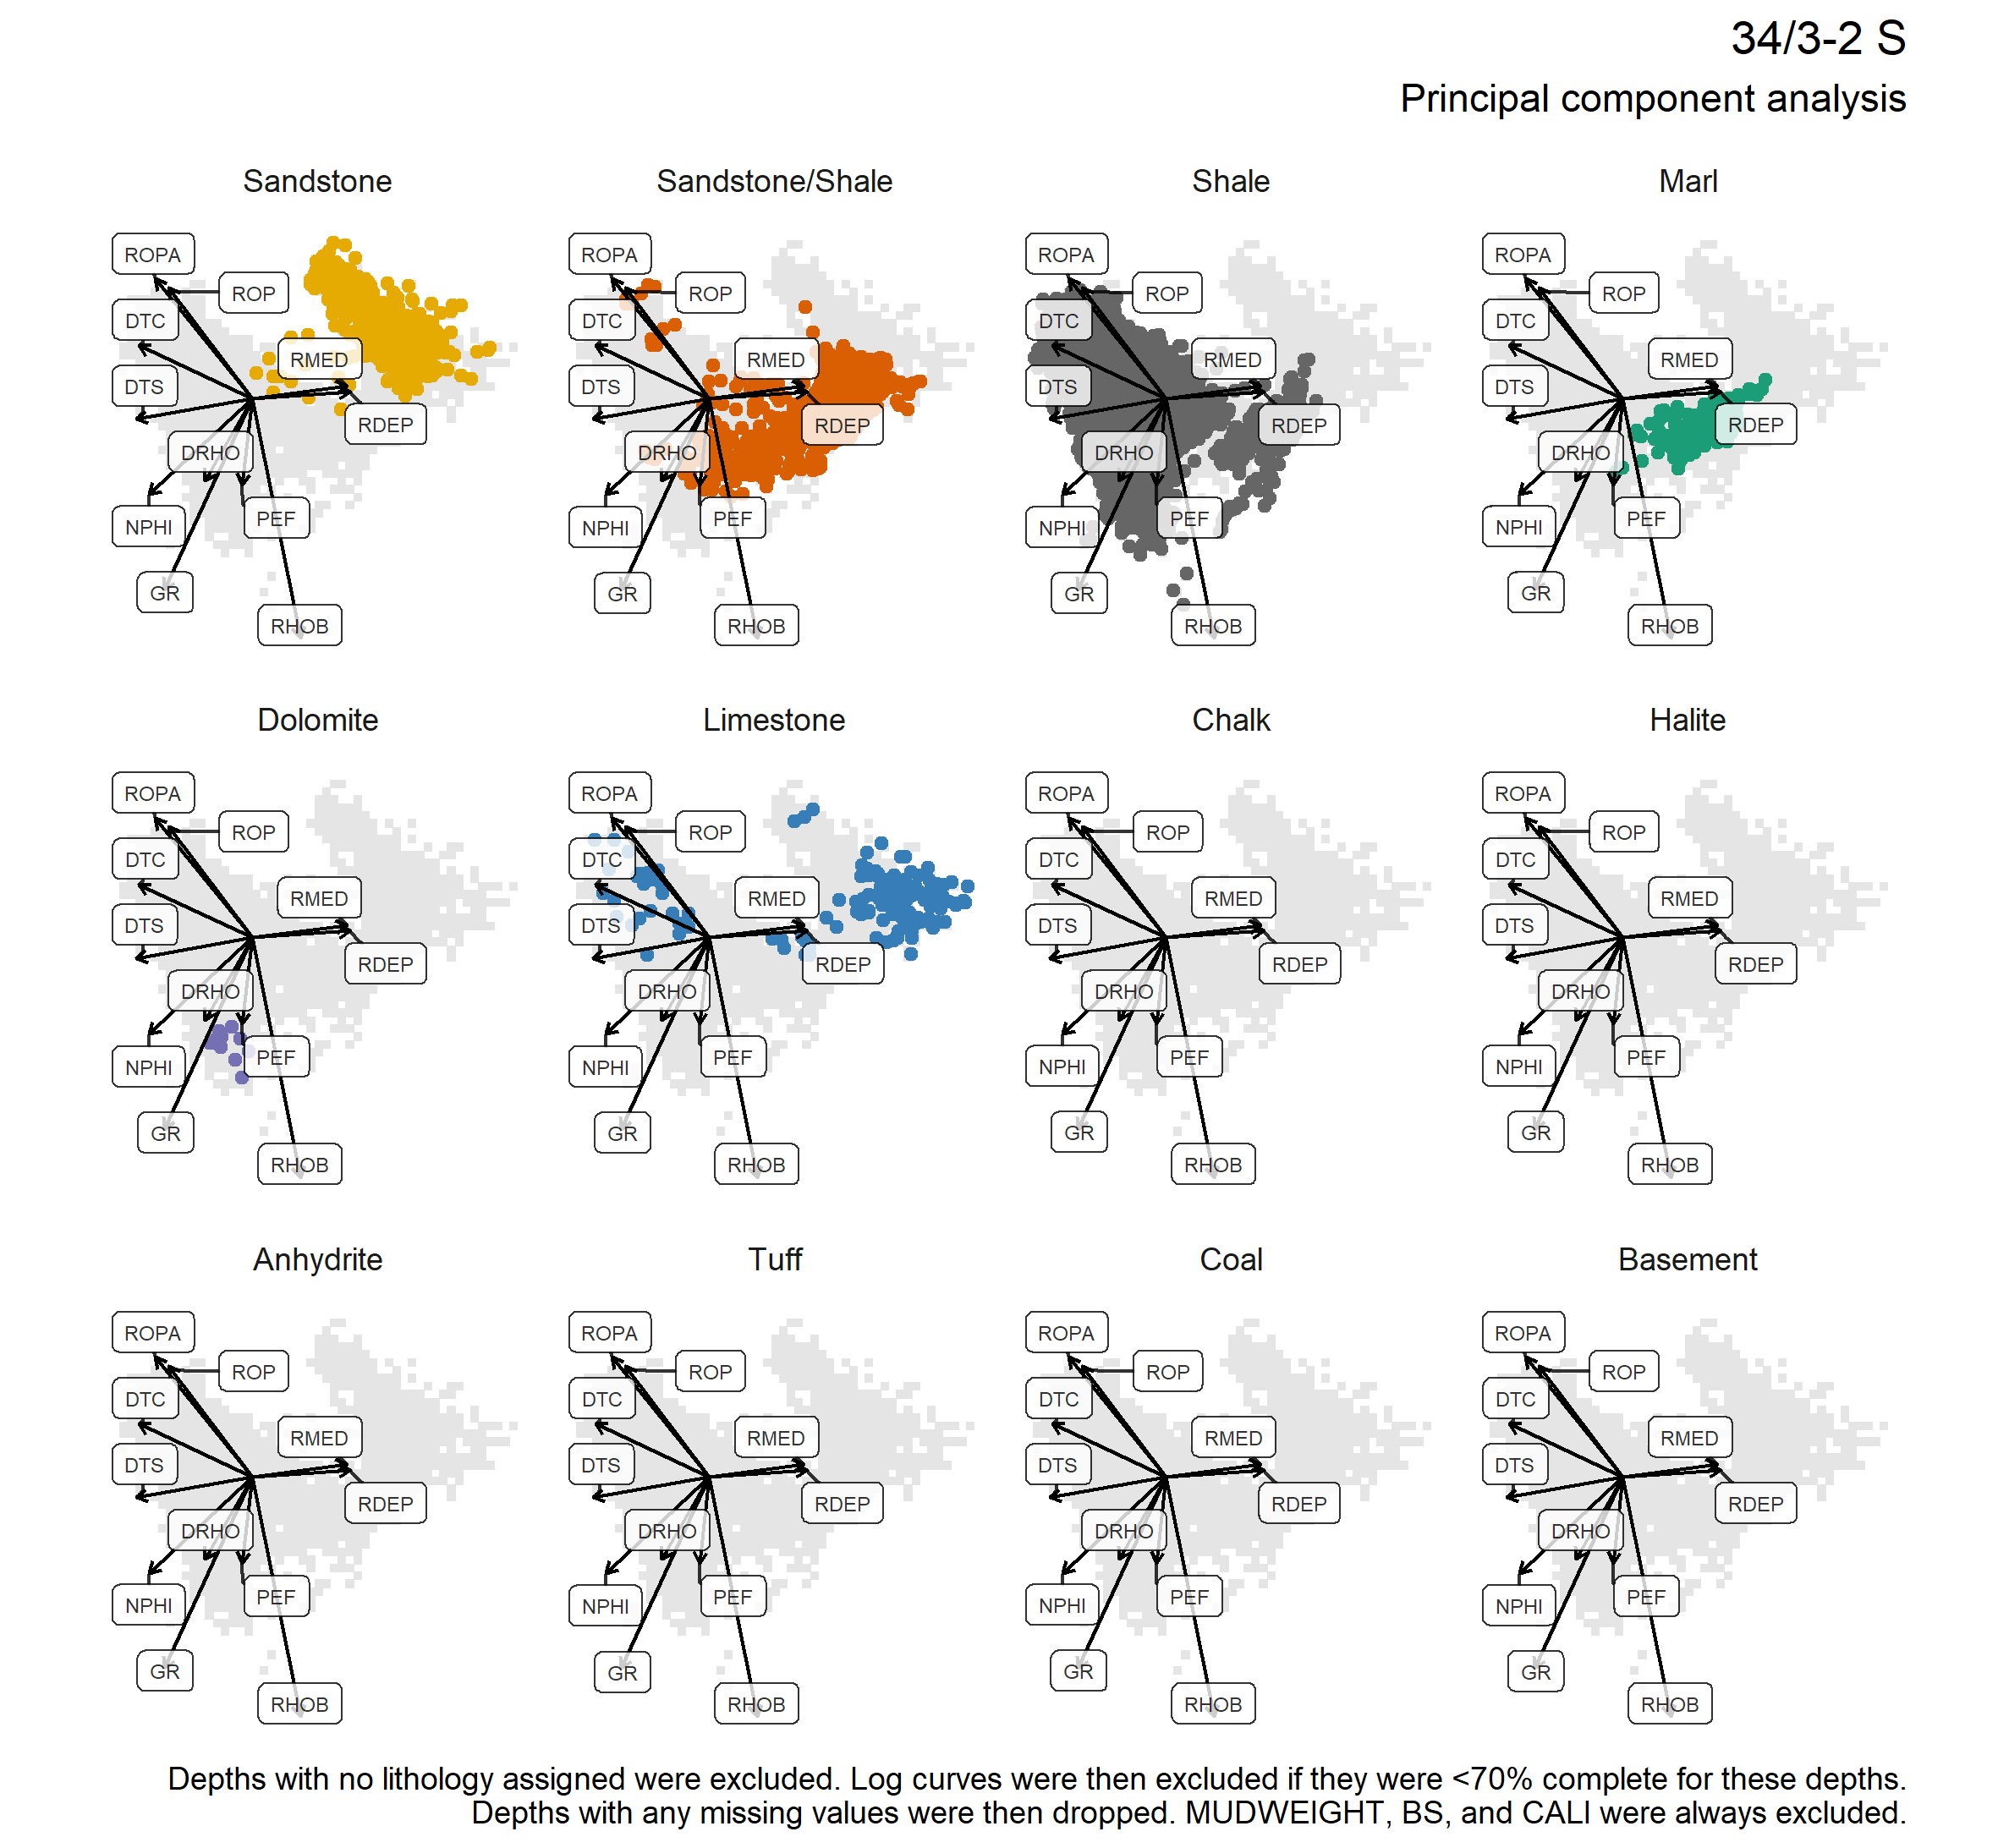 34/3-2 S
Principal component analysis
Sandstone
Sandstone/Shale
Shale
Marl
ROPA
ROP
DTC
RMED
DTS
RDEP
DRHO
NPHI
PEF
GR
RHOB
ROPA
ROP
DTC
RMED
DTS
RDEP
DRHO
NPHI
PEF
GR
RHOB
ROPA
ROP
DTC
RMED
DTS
RDEP
DRHO
NPHI
PEF
GR
RHOB
ROPA
ROP
DTC
RMED
DTS
RDEP
DRHO
NPHI
PEF
GR
RHOB
Dolomite
Limestone
Chalk
Halite
ROPA
ROP
DTC
RMED
DTS
RDEP
DRHO
NPHI
PEF
GR
RHOB
ROPA
ROP
DTC
RMED
DTS
RDEP
DRHO
NPHI
PEF
GR
RHOB
ROPA
ROP
DTC
RMED
DTS
RDEP
DRHO
NPHI
PEF
GR
RHOB
ROPA
ROP
DTC
RMED
DTS
RDEP
DRHO
NPHI
PEF
GR
RHOB
Anhydrite
Tuff
Coal
Basement
ROPA
ROP
DTC
RMED
DTS
RDEP
DRHO
NPHI
PEF
GR
RHOB
ROPA
ROP
DTC
RMED
DTS
RDEP
DRHO
NPHI
PEF
GR
RHOB
ROPA
ROP
DTC
RMED
DTS
RDEP
DRHO
NPHI
PEF
GR
RHOB
ROPA
ROP
DTC
RMED
DTS
RDEP
DRHO
NPHI
PEF
GR
RHOB
Depths with no lithology assigned were excluded. Log curves were then excluded if they were <70% complete for these depths.
Depths with any missing values were then dropped. MUDWEIGHT, BS, and CALI were always excluded.